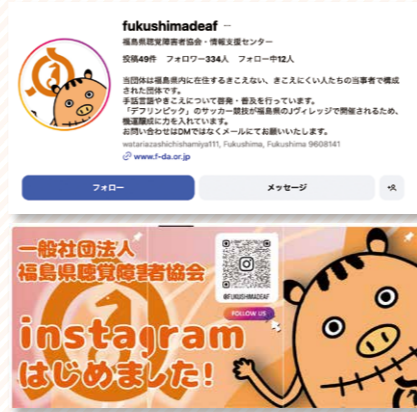 fukushimadeaf
福島県聴覚障害者協会・情報支援センター
投稿49件 フォロワー334人 フォロー中12人
当団体は福島県内に在住するきこえない、きこえにくい人たちの当事者で構成
された団体です。
手話言語やきこえについて啓発・普及を行っています。
「デフリンピック」のサッカー競技が福島県のJヴィレッジで開催されるため、
機運醸成に力を入れています。
お問い合わせはDMではなくメールにてお願いいたします。
watariazashichishamiya111, Fukushima, Fukushima 9608141
www.f-da.or.jp
フォロー
メッセージ
一般社団法人
福島県聴覚障害者協会
@FUKUSHIMADEAF
FOLLOW US
instagram
はじめました!